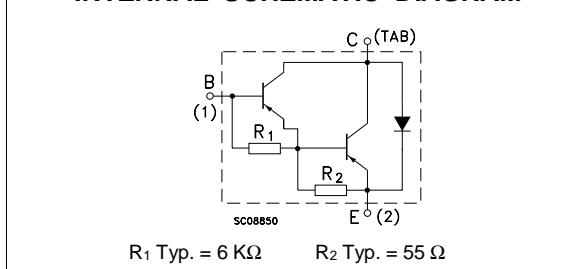 INTERNAL SCHEMATIC DIAGRAM
C (TAB)
B
(1)
R1
R2
SC08850
E (2)
R1 Typ. = 6 KΩ R2 Typ. = 55 Ω